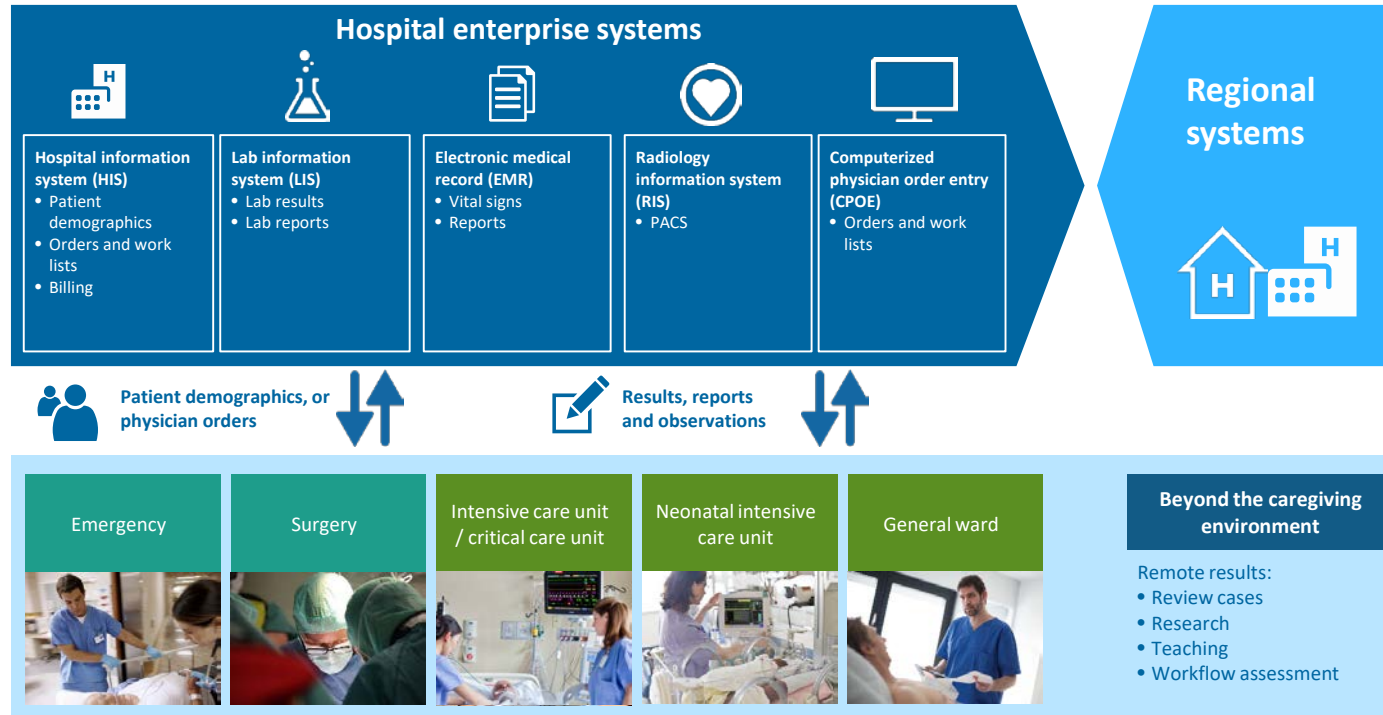 Hospital enterprise systems
H
Hospital information
system (HIS)
• Patient
demographics
• Orders and work
lists
• Billing
Lab information
system (LIS)
• Lab results
• Lab reports
Electronic medical
record (EMR)
• Vital signs
• Reports
Radiology
information system
(RIS)
• PACS
Computerized
physician order entry
(CPOE)
• Orders and work
lists
Regional
systems
H
H
Patient demographics, or
physician orders
Results, reports
and observations
Emergency
Surgery
Intensive care unit
/ critical care unit
Neonatal intensive
care unit
General ward
Beyond the caregiving
environment
Remote results:
• Review cases
• Research
• Teaching
• Workflow assessment